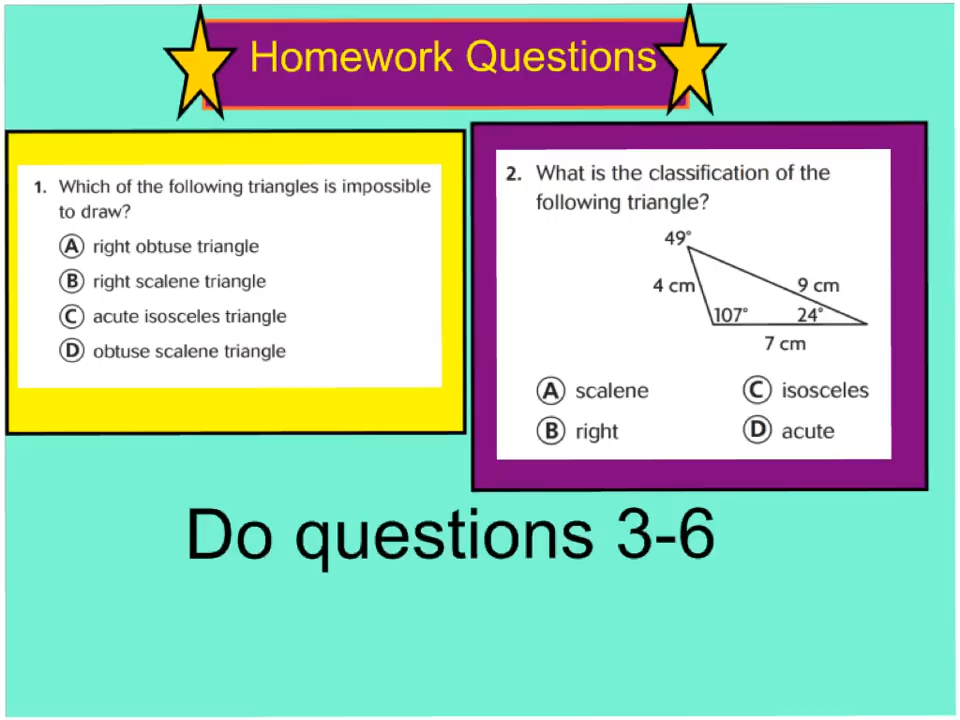 Homework Questions
1. Which of the following triangles is impossible
to draw?
A right obtuse triangle
B right scalene triangle
C acute isosceles triangle
D obtuse scalene triangle
2. What is the classification of the
following triangle?
49°
4 cm
9 cm
107°
24°
7 cm
A scalene
C isosceles
B right
D acute
Do questions 3-6